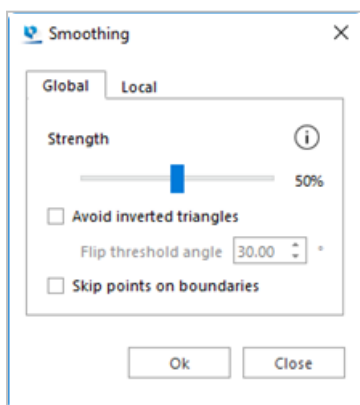 Smoothing
Global Local
Strength
50%
Avoid inverted triangles
Flip threshold angle 30.00 °
Skip points on boundaries
Ok Close